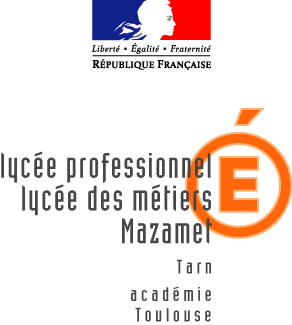 Liberté • Égalité • Fraternité
RÉPUBLIQUE FRANÇAISE
lycée professionnel
lycée des métiers
É
Mazamet
Tarn
académie
Toulouse